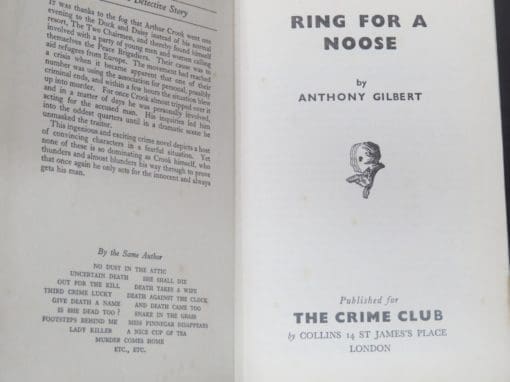 Detective Story
IT was thanks to the fog that Arthur Crook went one
evening to the Duck and Daisy instead of his normal
resort, The Two Chairmen, and thereby found himself
involved with a party of young men and women calling
themselves the Peace Brigadiers. Their cause was to
aid refugees from Europe. The movement was headed to
a crisis when it became apparent that one of their
number was using the association for personal, possibly
criminal ends, and within a few hours the situation blew
up into murder. For once Crook almost tripped over it
and in a matter of days he was personally involved,
acting for the accused man. His inquiries led him
into the oddest quarters until in a dramatic scene he
unmasked the traitor.
This ingenious and exciting crime novel depicts a host
of convincing characters in a fearful situation. Yet
none of these is so dominating as Crook himself, who
thunders and almost blunders his way through to prove
that once again he only acts for the innocent and always
gets his man.
By the Same Author
NO DUST IN THE ATTIC
UNCERTAIN DEATH SHE SHALL DIE
OUT FOR THE KILL DEATH TAKES A WIFE
THIRD CRIME LUCKY DEATH AGAINST THE CLOCK
GIVE DEATH A NAME AND DEATH CAME TOO
IS SHE DEAD TOO? SNAKE IN THE GRASS
FOOTSTEPS BEHIND ME MISS FINNEGAN DISAPPEARS
LADY KILLER A NICE CUP OF TEA
MURDER COMES HOME
ETC., ETC.
RING FOR A
NOOSE
by
ANTHONY GILBERT
Published for
THE CRIME CLUB
by COLLINS 14 ST JAMES'S PLACE
LONDON